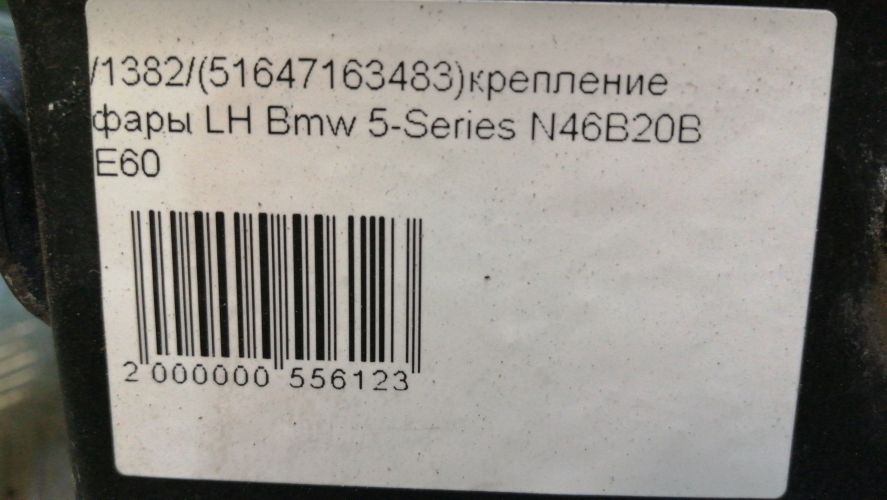 /1382/(51647163483)крепление
фары LH Bmw 5-Series N46B20B
E60
2 000000 556123